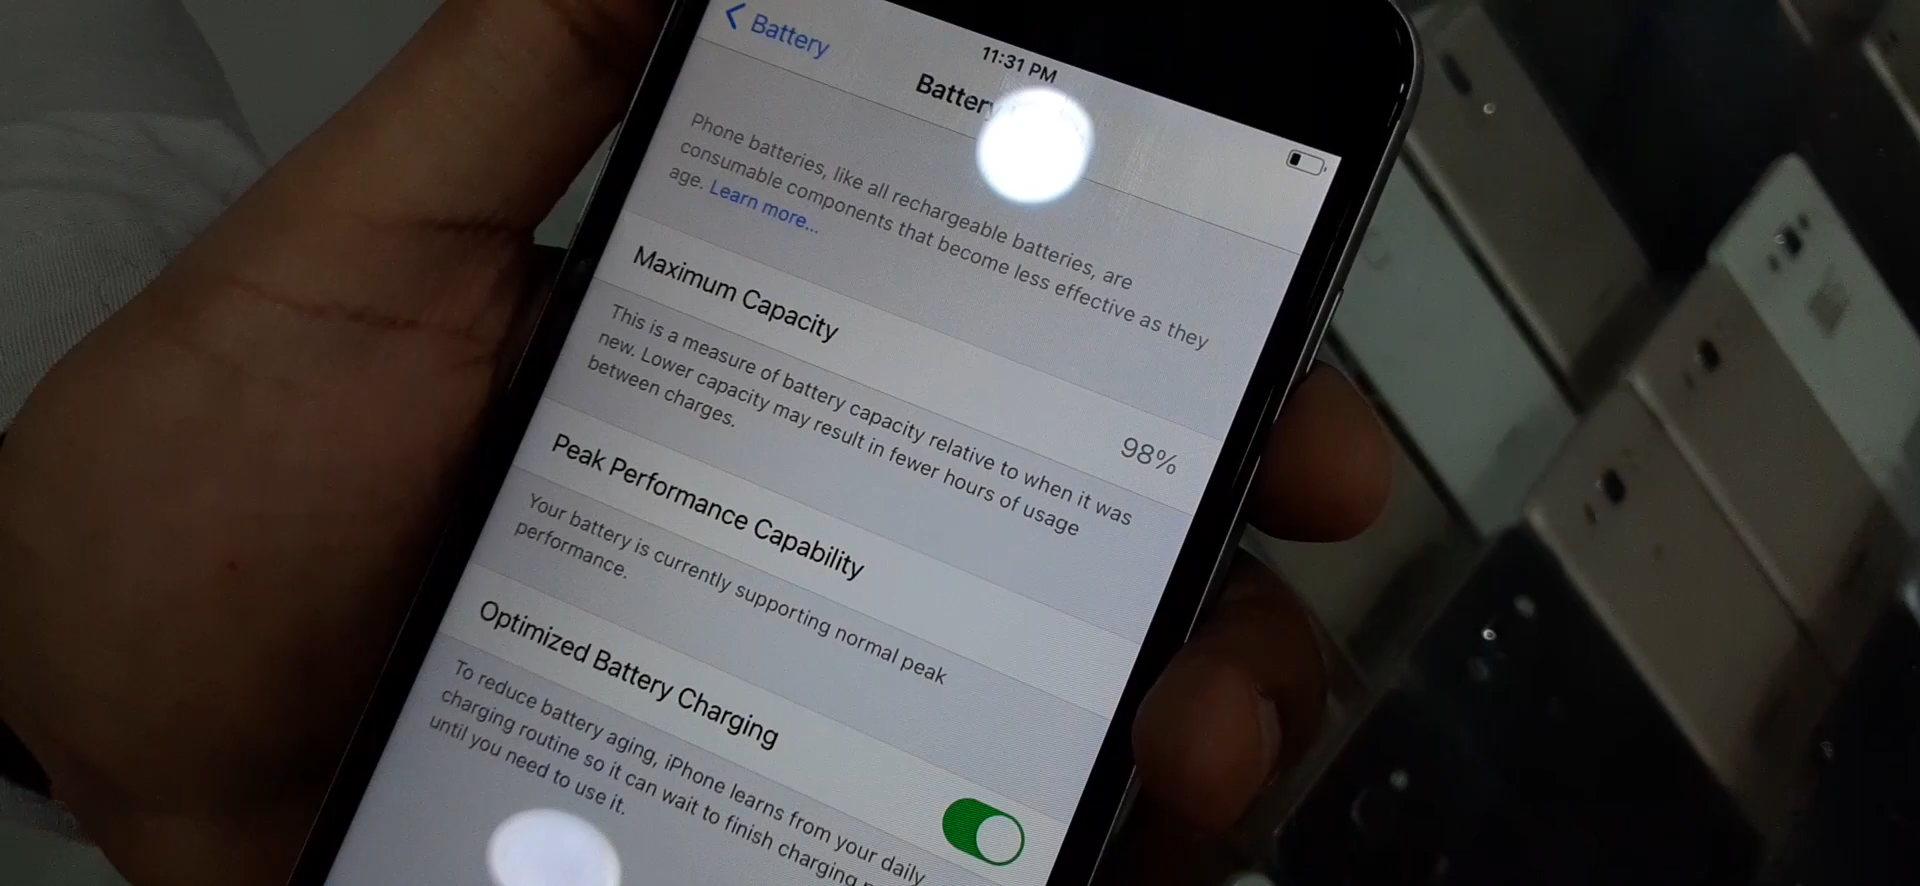 Battery
11:31 PM
Battery
Phone batteries, like all rechargeable batteries, are
consumable components that become less effective as they
age. Learn more...
Maximum Capacity
98%
This is a measure of battery capacity relative to when it was
new. Lower capacity may result in fewer hours of usage
between charges.
Peak Performance Capability
Your battery is currently supporting normal peak
performance.
Optimized Battery Charging
To reduce battery aging, iPhone learns from your daily
charging routine so it can wait to finish charging
until you need to use it.